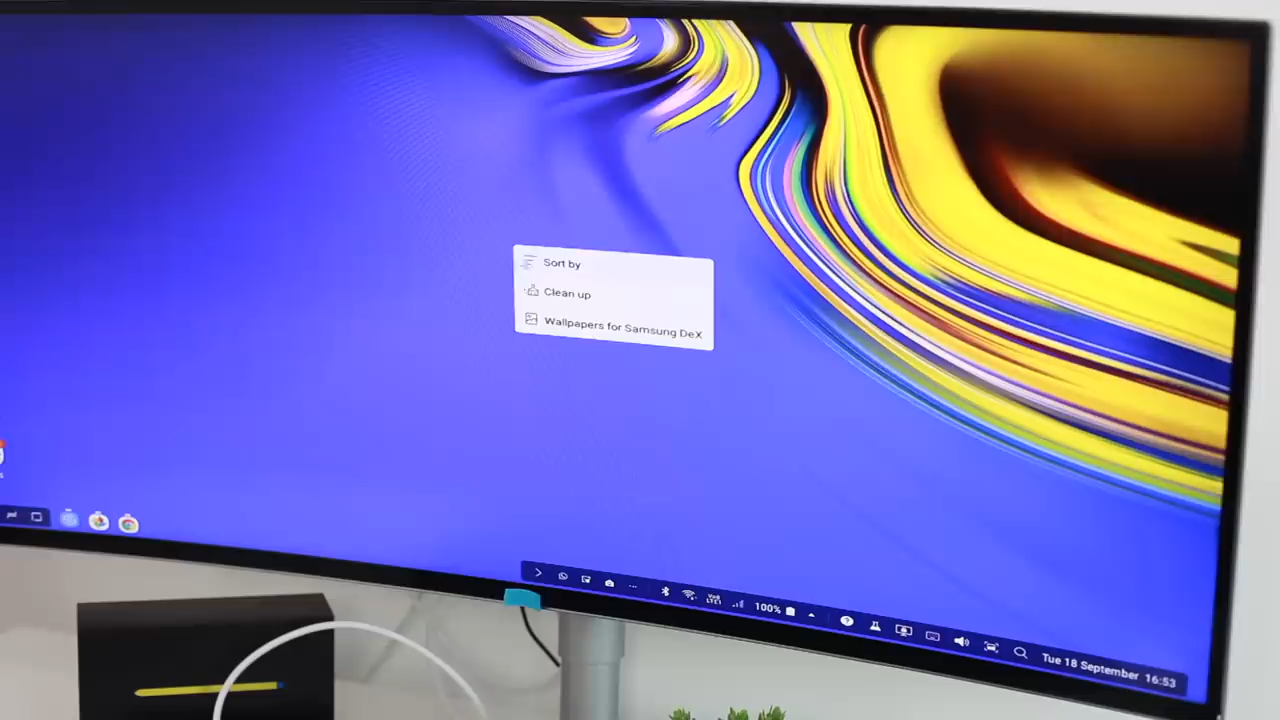 Sort by
Clean up
Wallpapers for Samsung DeX
100%
Tue 18 September 16:53